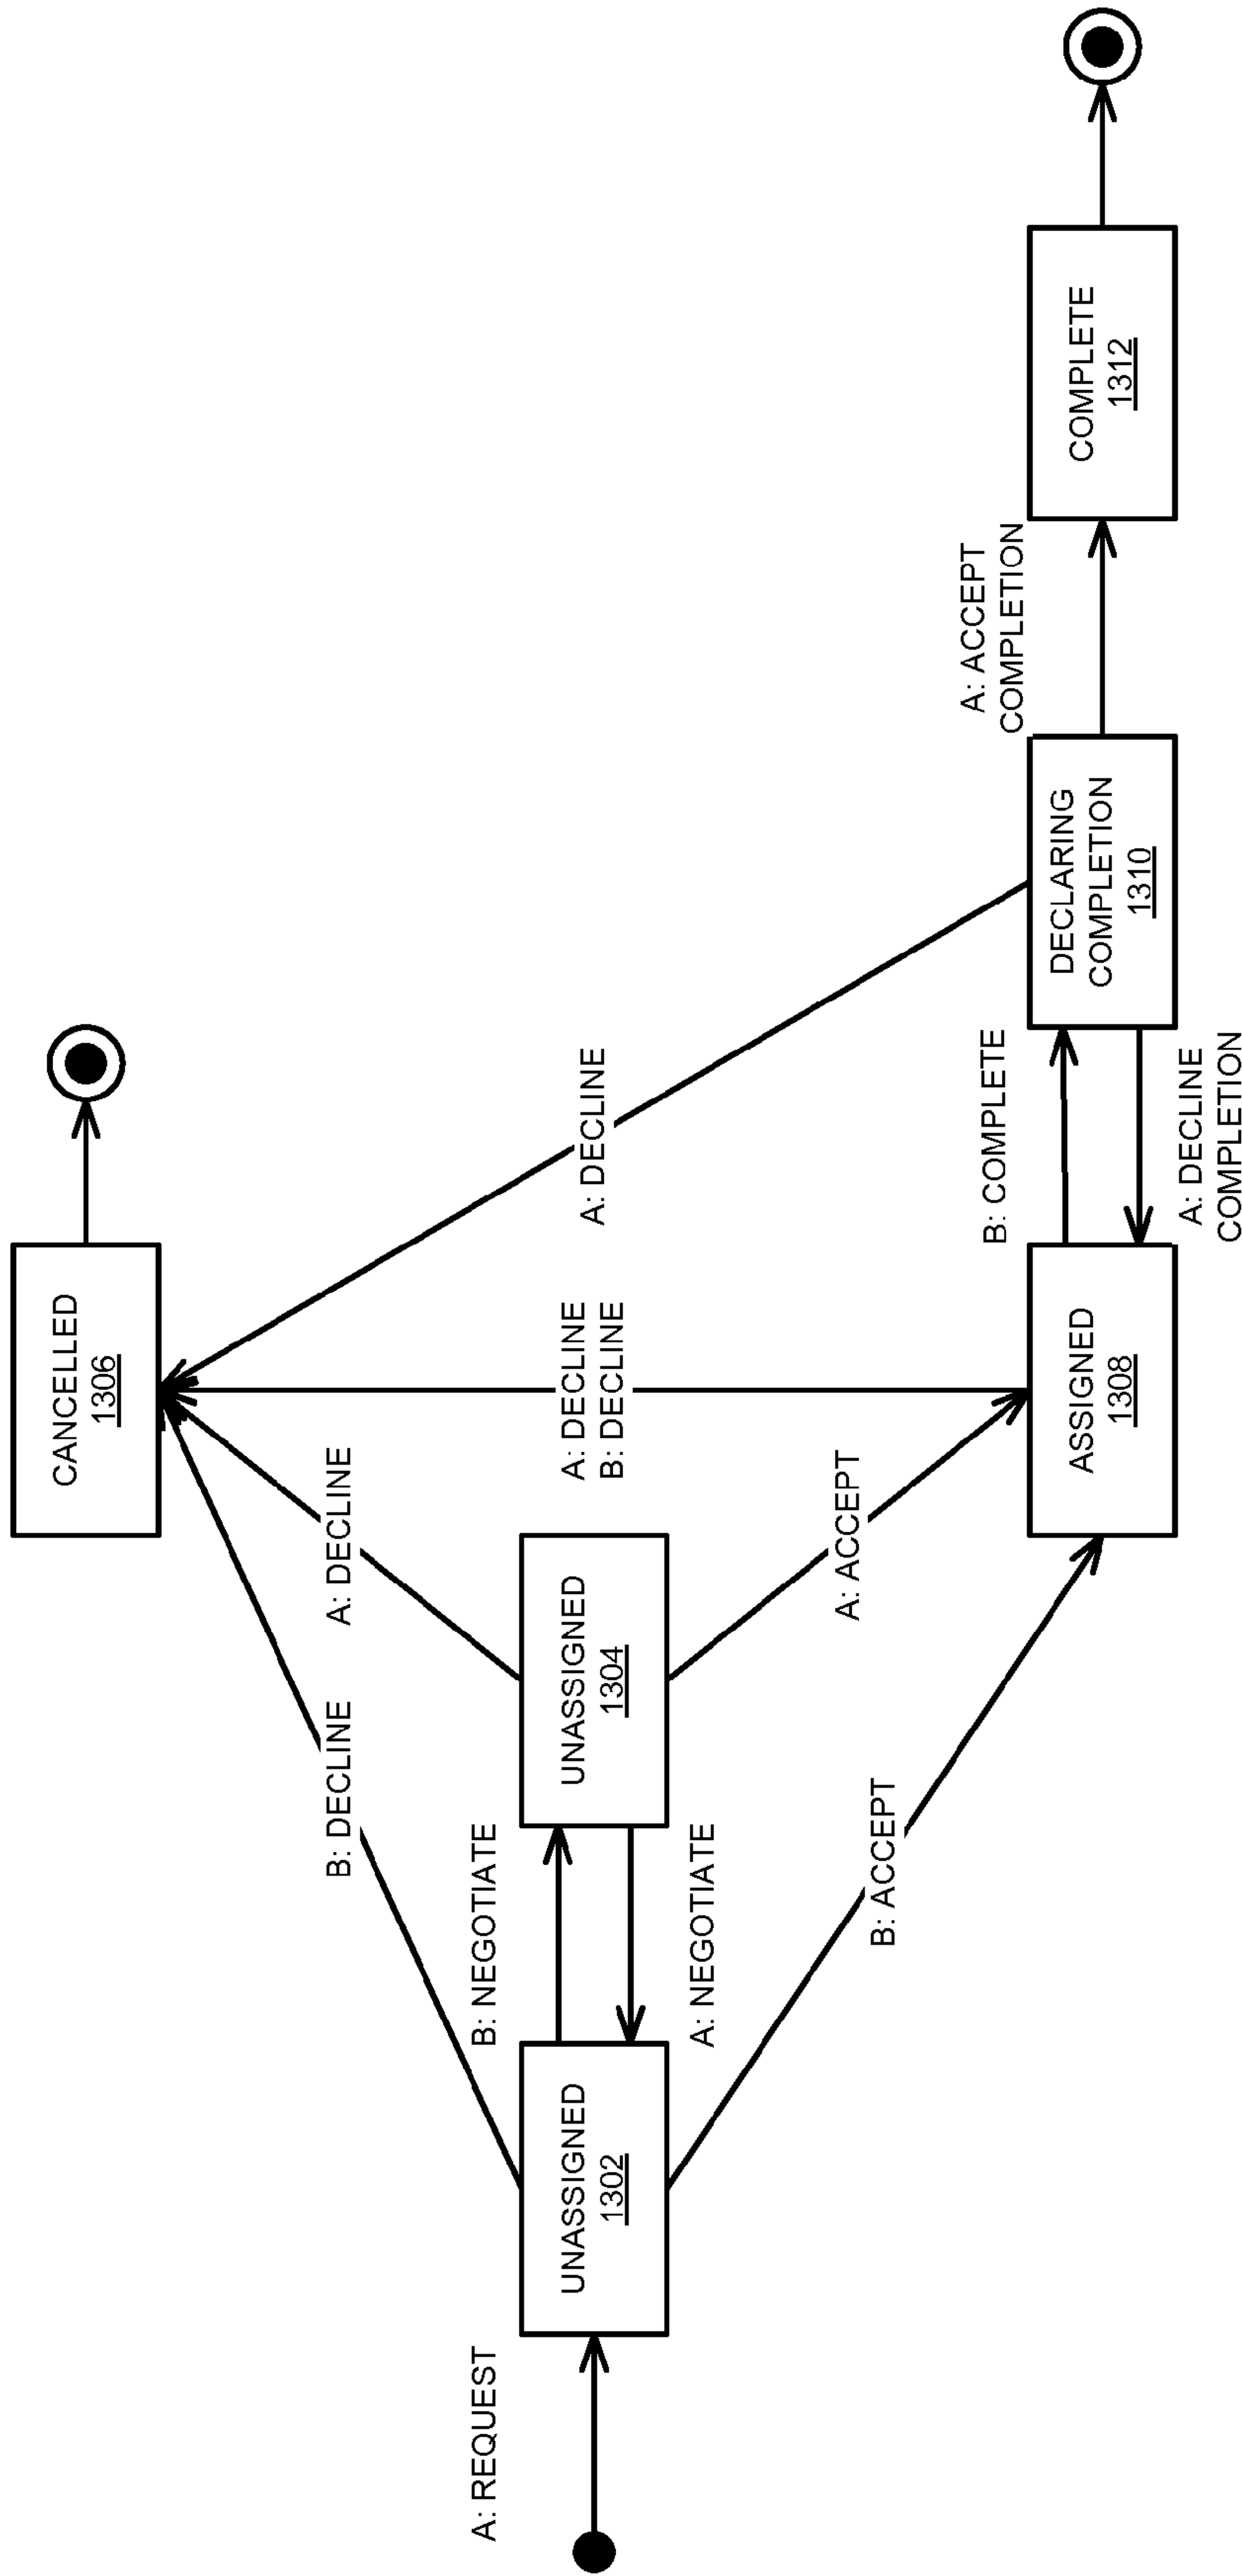 CANCELLED
1306
B: DECLINE
A: DECLINE
A: DECLINE
B: DECLINE
A: DECLINE
A: REQUEST
UNASSIGNED
1302
B: NEGOTIATE
A: NEGOTIATE
UNASSIGNED
1304
B: ACCEPT
A: ACCEPT
ASSIGNED
1308
B: COMPLETE
A: DECLINE
COMPLETION
DECLARING
COMPLETION
1310
A: ACCEPT
COMPLETION
COMPLETE
1312